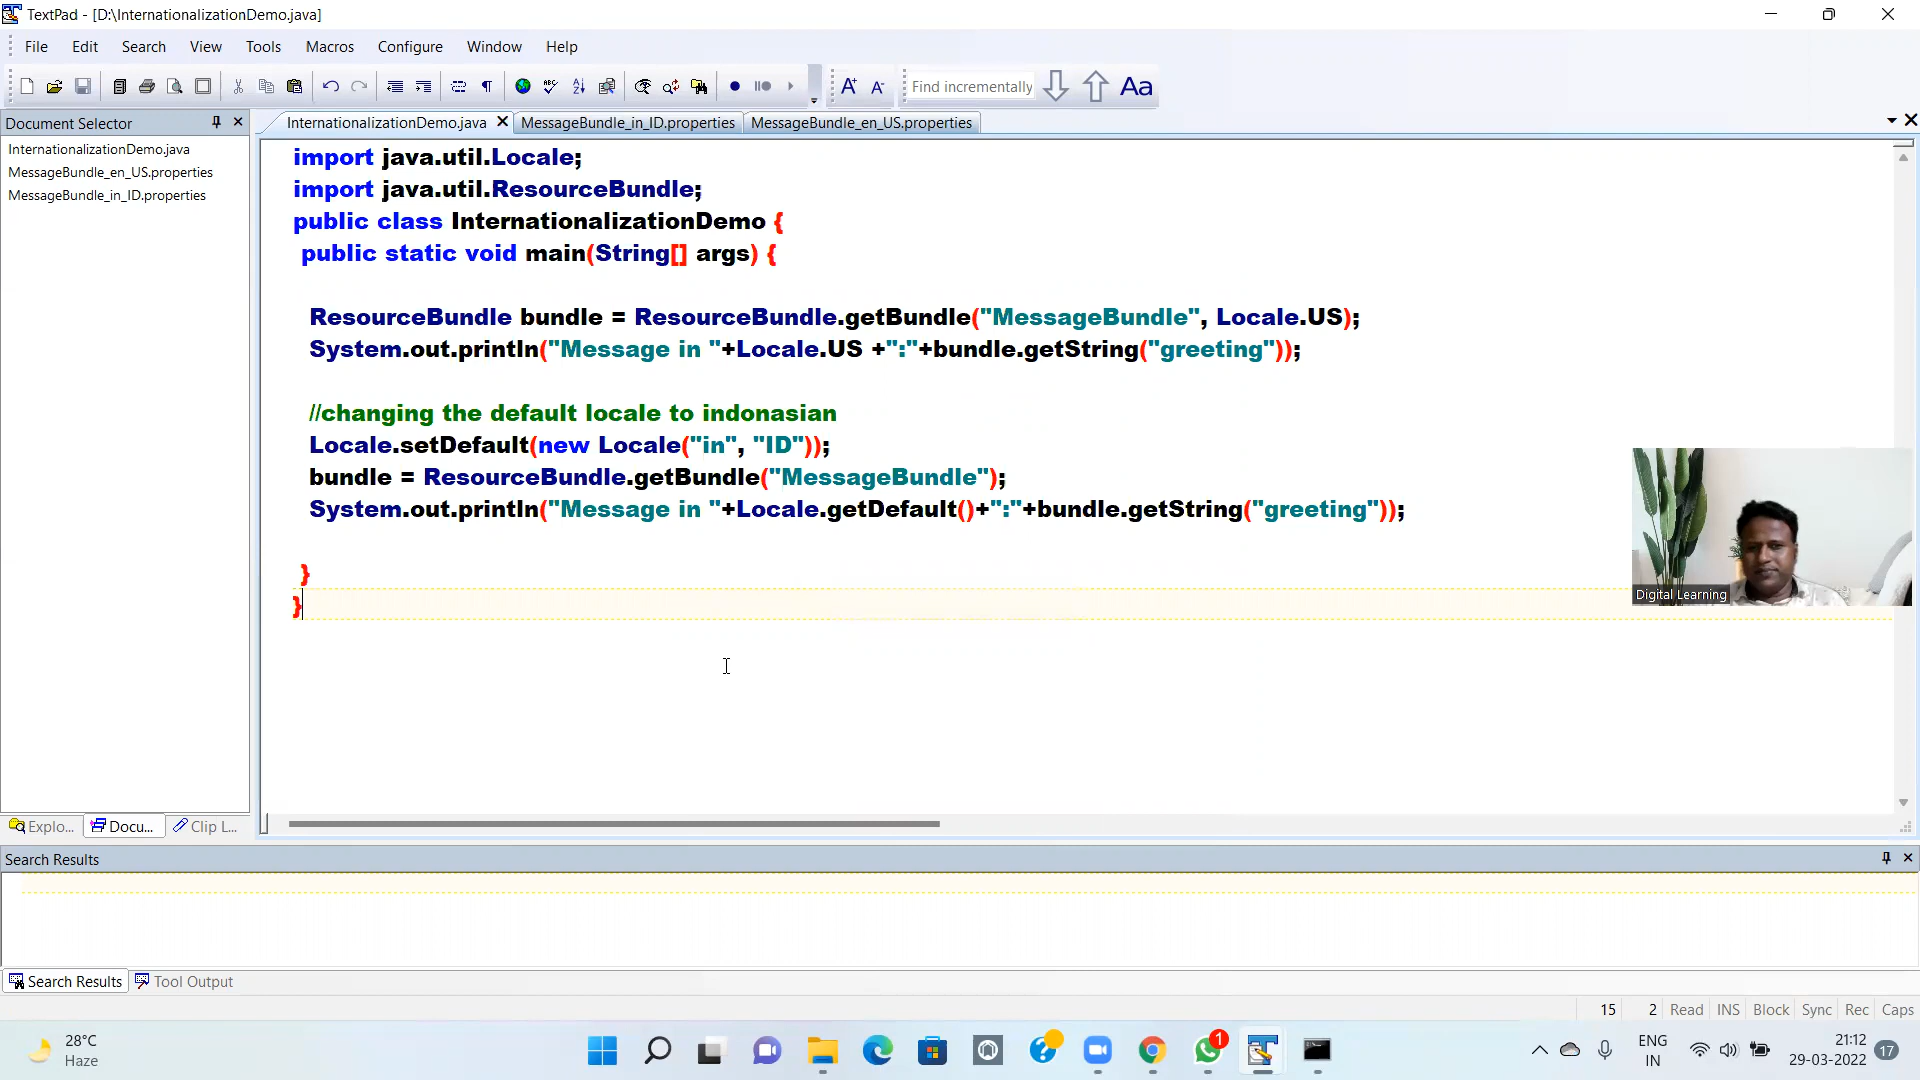 TextPad - [D:\InternationalizationDemo.java]
File Edit Search View Tools Macros Configure Window Help
Find incrementally
Document Selector
InternationalizationDemo.java MessageBundle_in_ID.properties MessageBundle_en_US.properties
InternationalizationDemo.java
MessageBundle_en_US.properties
MessageBundle_in_ID.properties
import java.util.Locale;
import java.util.ResourceBundle;
public class InternationalizationDemo {
public static void main(String[] args) {
ResourceBundle bundle = ResourceBundle.getBundle("MessageBundle", Locale.US);
System.out.println("Message in "+Locale.US +":"+bundle.getString("greeting"));
//changing the default locale to indonasian
Locale.setDefault(new Locale("in", "ID"));
bundle = ResourceBundle.getBundle("MessageBundle");
System.out.println("Message in "+Locale.getDefault()+":"+bundle.getString("greeting"));
}
}
Digital Learning
Explo... Docu... Clip L...
Search Results
Search Results Tool Output
15 2 Read INS Block Sync Rec Caps
28°C
Haze
1
ENG
IN
21:12
29-03-2022
17